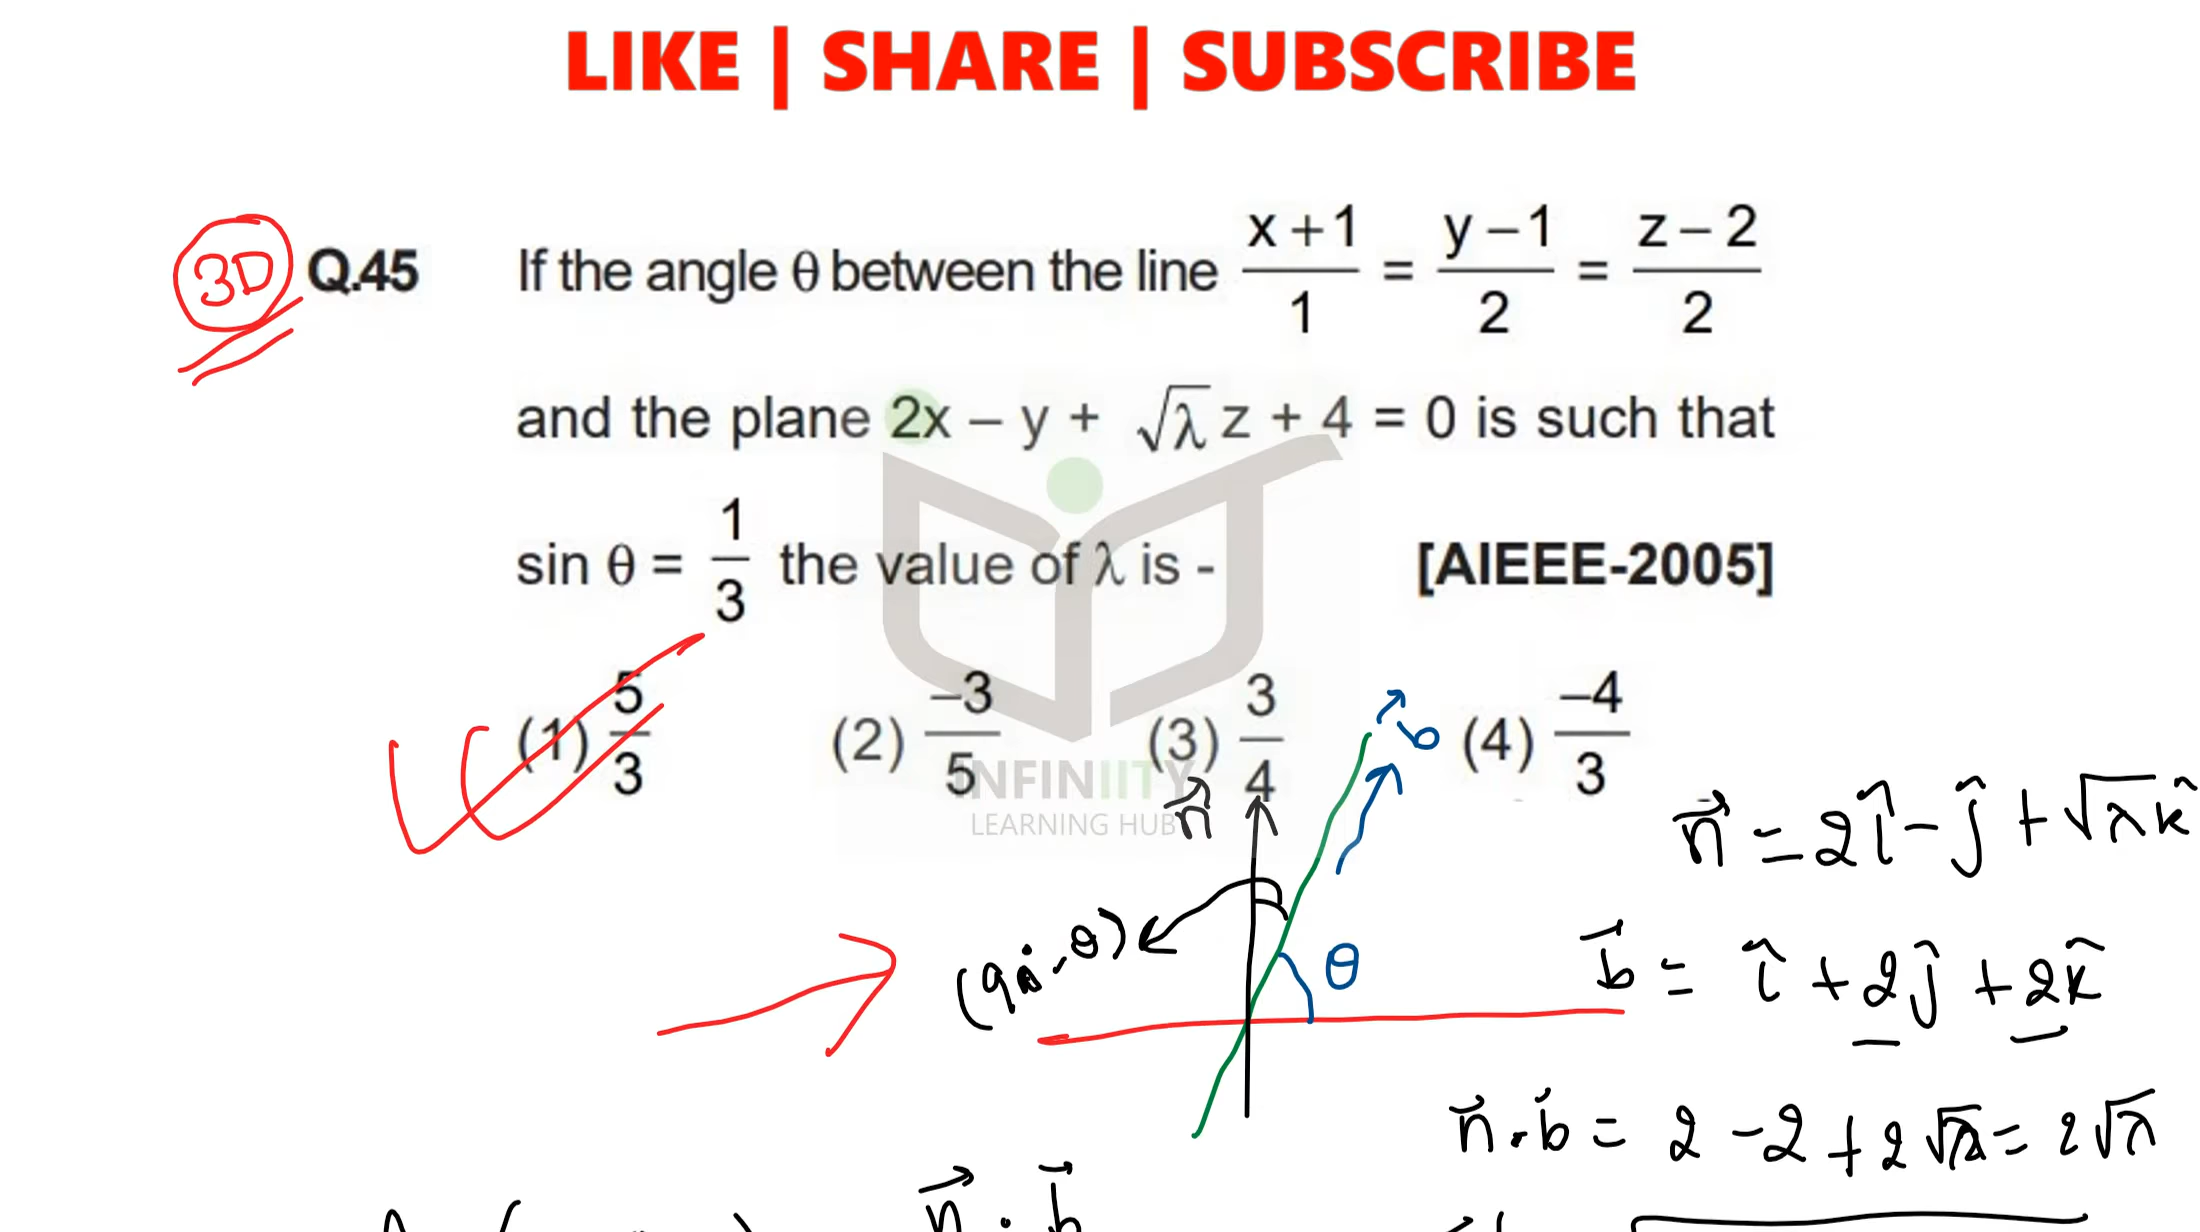 LIKE | SHARE | SUBSCRIBE
3D Q.45 If the angle θ between the line (x+1)/1 = (y−1)/2 = (z−2)/2
and the plane 2x − y + √λ z + 4 = 0 is such that
sin θ = 1/3 the value of λ is - [AIEEE-2005]
(1) 5/3 (2) −3/5 (3) 3/4 (4) −4/3
INFINIITY
LEARNING HUB
n⃗
b⃗
n⃗ = 2î − ĵ + √λ k̂
(90 − θ)
θ
b⃗ = î + 2ĵ + 2k̂
n⃗ . b⃗ = 2 − 2 + 2√λ = 2√λ
n⃗ . b⃗